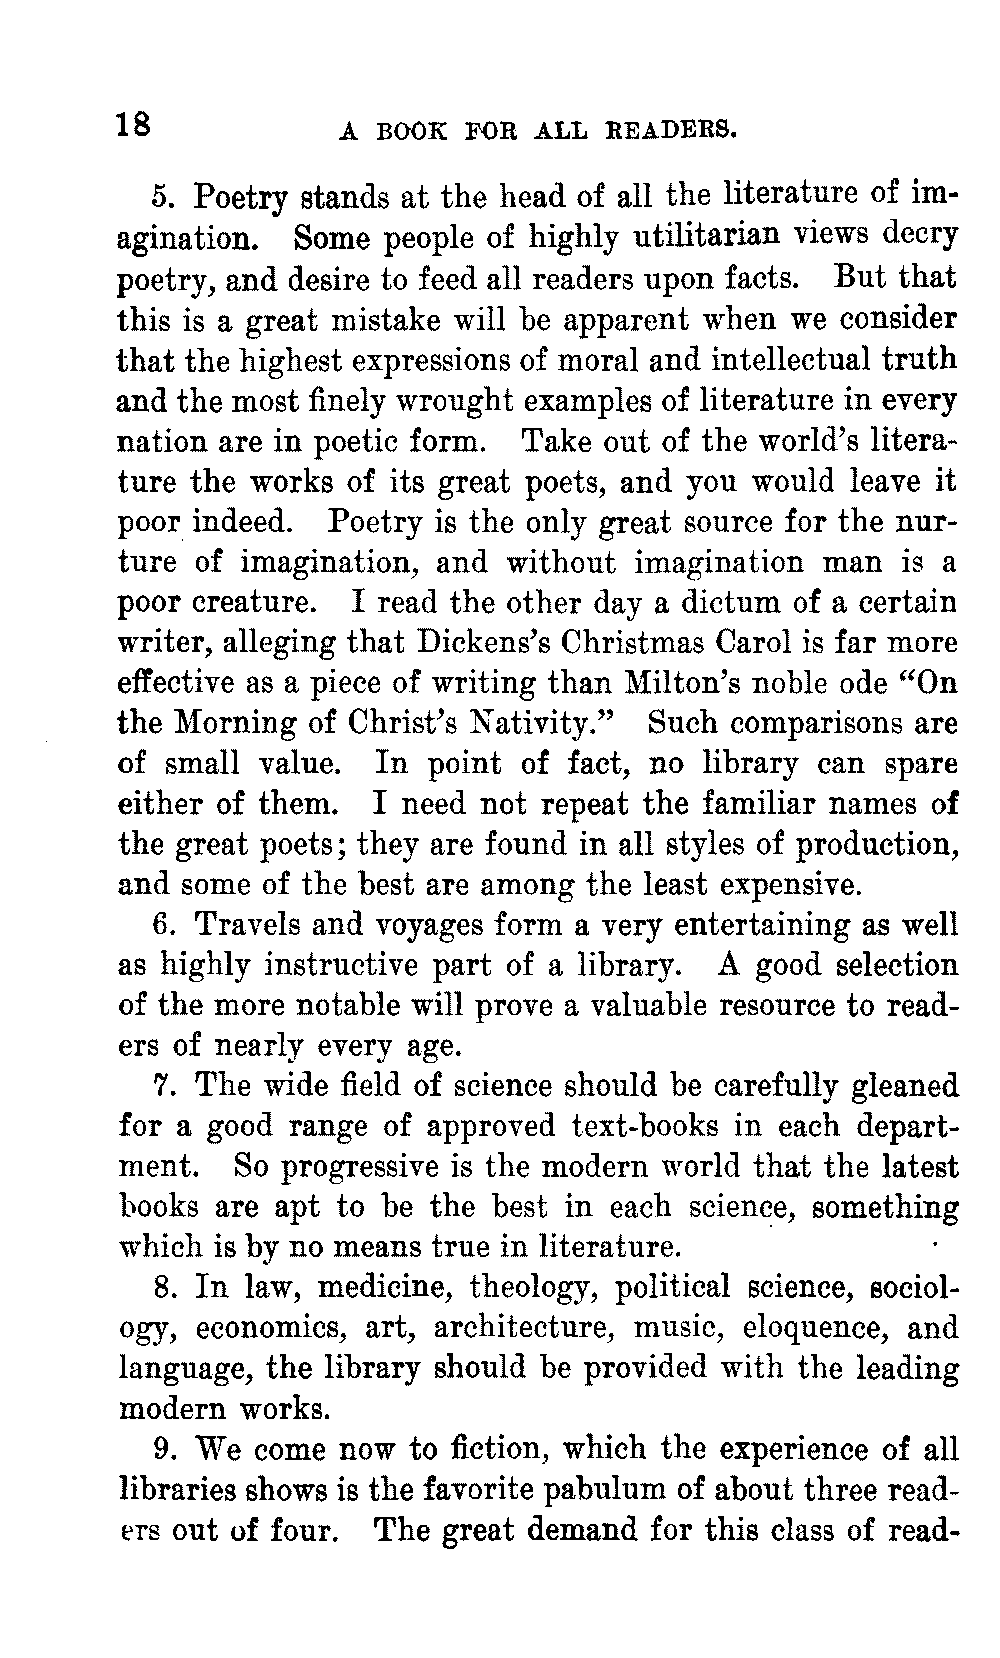 18 A BOOK FOR ALL READERS.
5. Poetry stands at the head of all the literature of im-
agination. Some people of highly utilitarian views decry
poetry, and desire to feed all readers upon facts. But that
this is a great mistake will be apparent when we consider
that the highest expressions of moral and intellectual truth
and the most finely wrought examples of literature in every
nation are in poetic form. Take out of the world's litera-
ture the works of its great poets, and you would leave it
poor indeed. Poetry is the only great source for the nur-
ture of imagination, and without imagination man is a
poor creature. I read the other day a dictum of a certain
writer, alleging that Dickens's Christmas Carol is far more
effective as a piece of writing than Milton's noble ode “On
the Morning of Christ's Nativity.” Such comparisons are
of small value. In point of fact, no library can spare
either of them. I need not repeat the familiar names of
the great poets; they are found in all styles of production,
and some of the best are among the least expensive.
6. Travels and voyages form a very entertaining as well
as highly instructive part of a library. A good selection
of the more notable will prove a valuable resource to read-
ers of nearly every age.
7. The wide field of science should be carefully gleaned
for a good range of approved text-books in each depart-
ment. So progressive is the modern world that the latest
books are apt to be the best in each science, something
which is by no means true in literature.
8. In law, medicine, theology, political science, sociol-
ogy, economics, art, architecture, music, eloquence, and
language, the library should be provided with the leading
modern works.
9. We come now to fiction, which the experience of all
libraries shows is the favorite pabulum of about three read-
ers out of four. The great demand for this class of read-